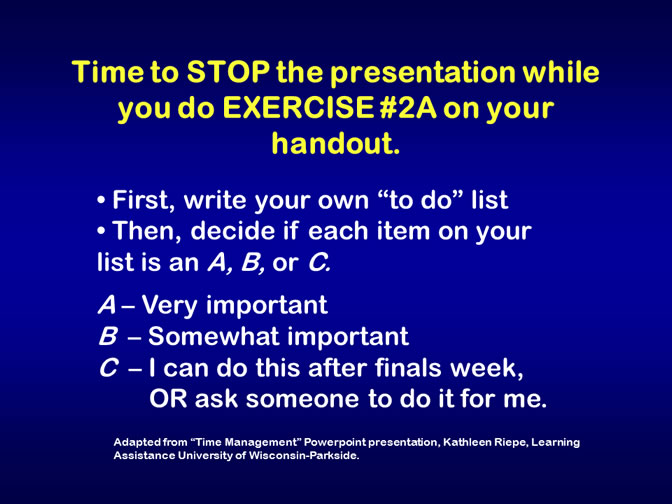 Time to STOP the presentation while
you do EXERCISE #2A on your
handout.
• First, write your own “to do” list
• Then, decide if each item on your
list is an A, B, or C.
A – Very important
B – Somewhat important
C – I can do this after finals week,
OR ask someone to do it for me.
Adapted from “Time Management” Powerpoint presentation, Kathleen Riepe, Learning
Assistance University of Wisconsin-Parkside.